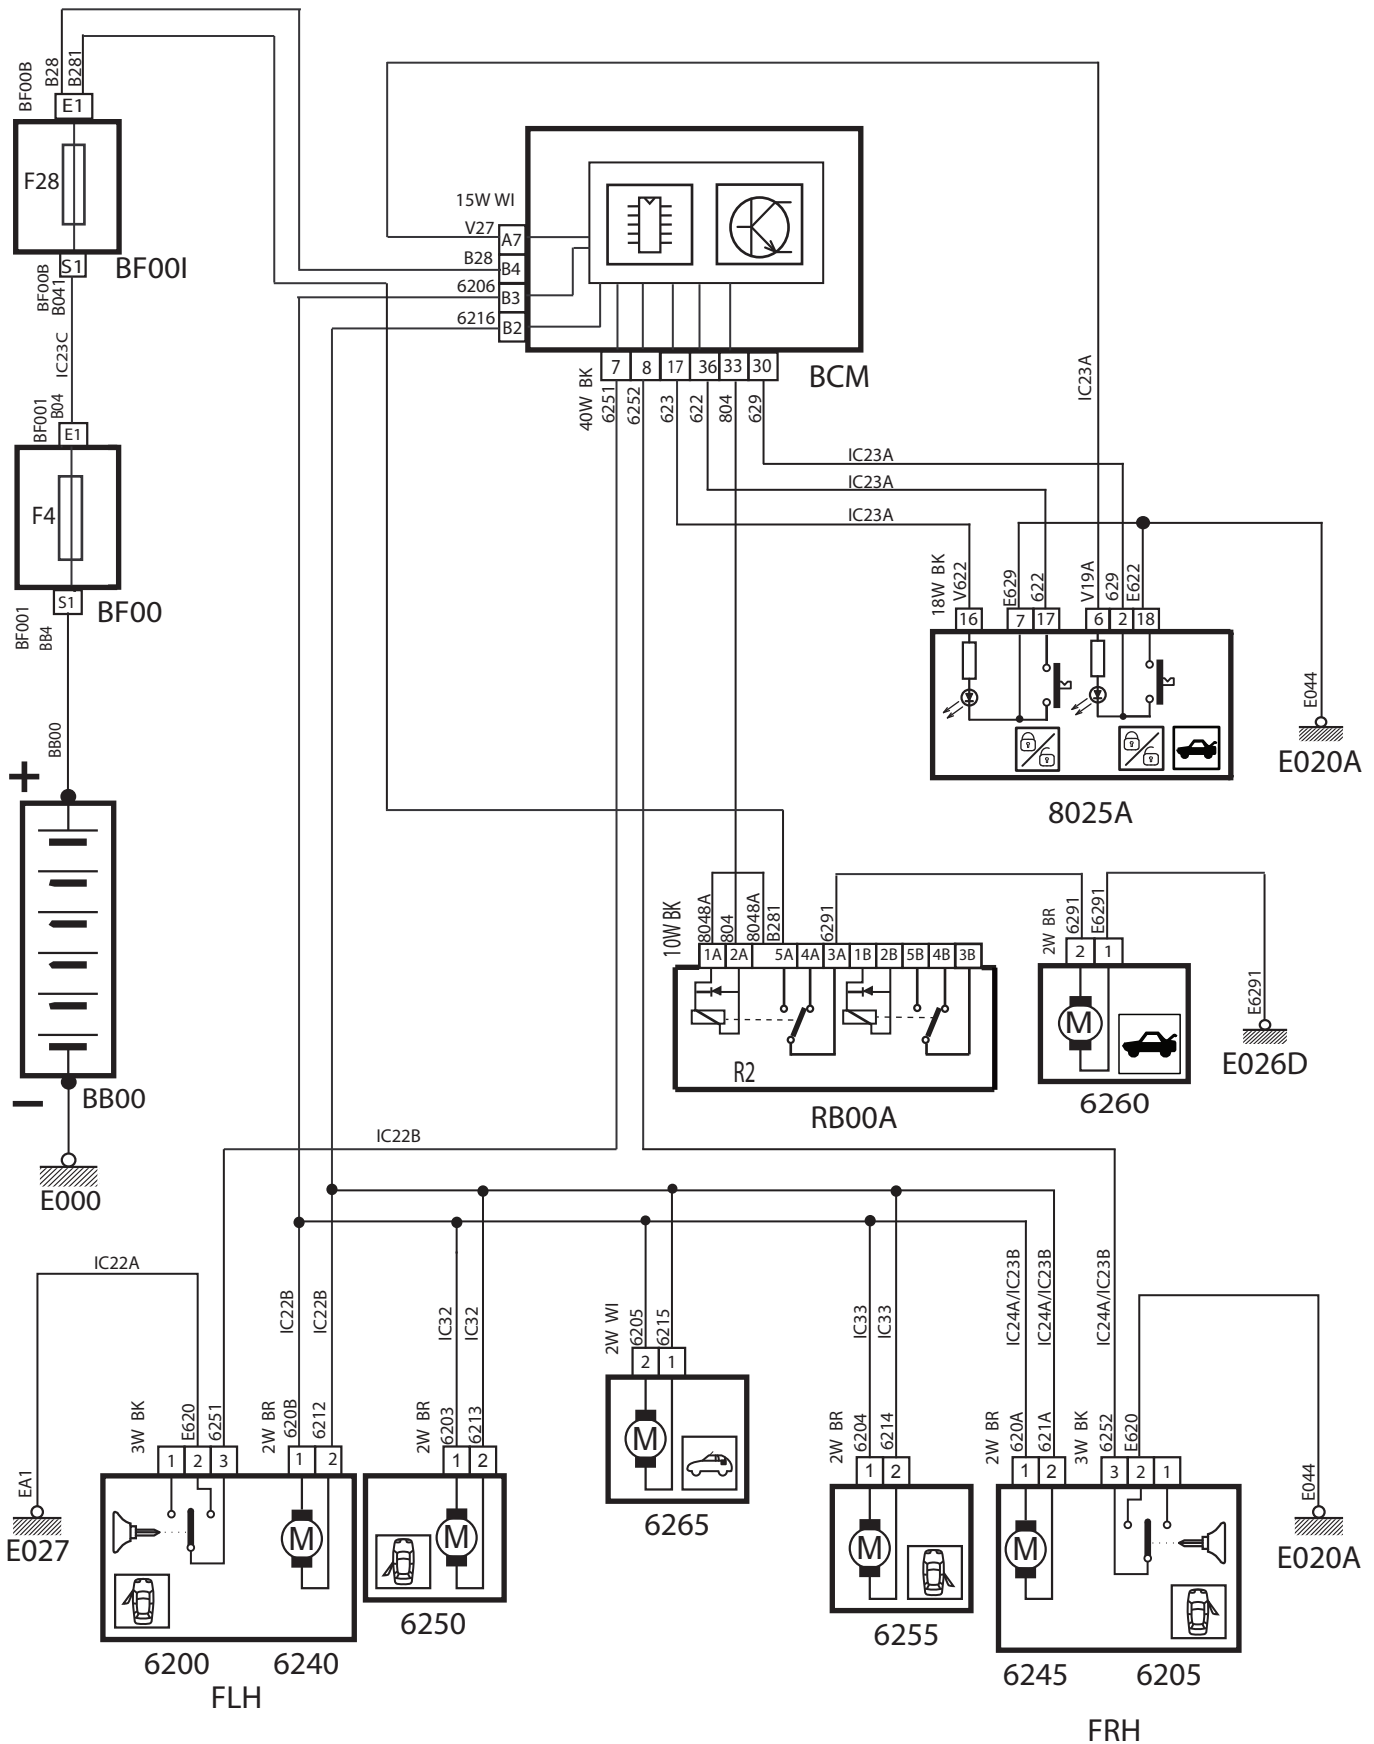 BF00B
B28
B281
E1
F28
BF00I
S1
BF00B
B041
IC23C
BF001
B04
E1
F4
BF00
S1
BF001
BB4
BB00
+
−
BB00
E000
15W WI
V27
A7
B28
B4
6206
B3
6216
B2
BCM
7
8
17
36
33
30
40W BK
6251
6252
623
622
804
629
IC23A
IC23A
IC23A
IC23A
18W BK
V622
E629
622
V19A
629
E622
16
7
17
6
2
18
8025A
E044
E020A
10W BK
8048A
804
8048A
B281
6291
1A
2A
5A
4A
3A
1B
2B
5B
4B
3B
R2
RB00A
2W BR
6291
E6291
2
1
M
6260
E6291
E026D
IC22B
IC22A
EA1
E027
3W BK
E620
6251
1
2
3
IC22B
IC22B
2W BR
620B
6212
1
2
M
6200
6240
FLH
IC32
IC32
2W BR
6203
6213
1
2
M
6250
2W WI
6205
6215
2
1
M
6265
IC33
IC33
2W BR
6204
6214
1
2
M
6255
IC24A/IC23B
IC24A/IC23B
IC24A/IC23B
2W BR
620A
621A
1
2
M
3W BK
6252
E620
3
2
1
6245
6205
FRH
E044
E020A